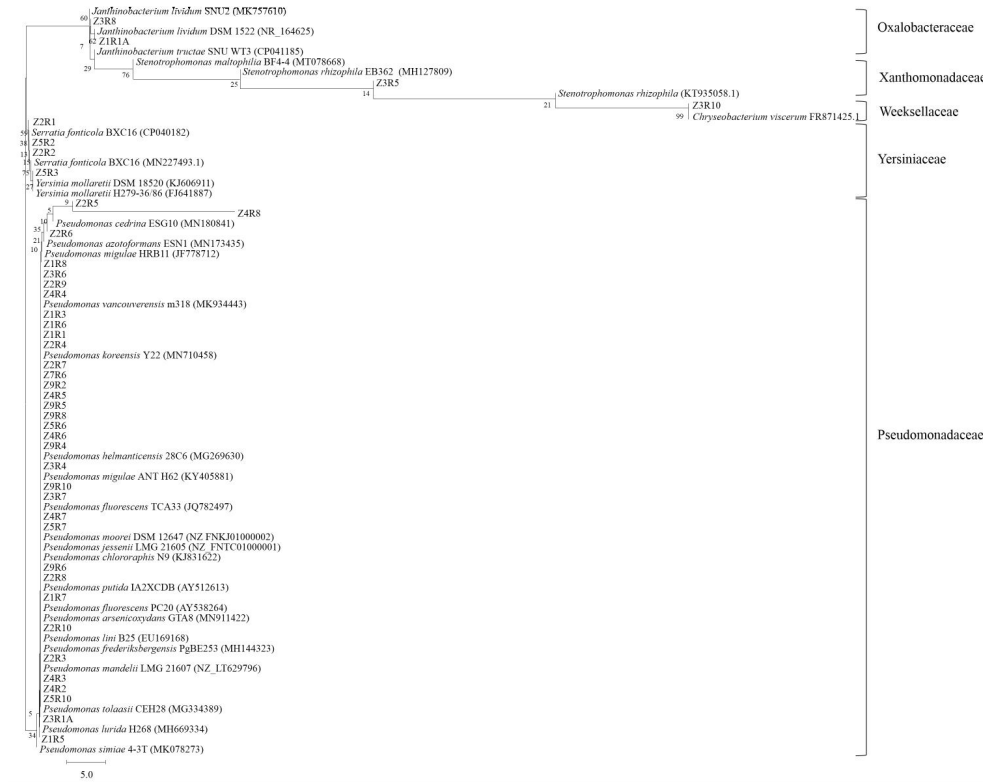 Janthinobacterium lividum SNU2 (MK757610)
60
Z3R8
Janthinobacterium lividum DSM 1522 (NR_164625)
Oxalobacteraceae
62 Z1R1A
7
Janthinobacterium tructae SNU WT3 (CP041185)
Stenotrophomonas maltophilia BF4-4 (MT078668)
29
Stenotrophomonas rhizophila EB362 (MH127809)
76
Xanthomonadaceae
25
Z3R5
14
Stenotrophomonas rhizophila (KT935058.1)
21
Z3R10
Weeksellaceae
99 Chryseobacterium viscerum FR871425.1
Z2R1
59 Serratia fonticola BXC16 (CP040182)
38 Z5R2
13 Z2R2
Yersiniaceae
15 Serratia fonticola BXC16 (MN227493.1)
75 Z5R3
27 Yersinia mollaretii DSM 18520 (KJ606911)
Yersinia mollaretii H279-36/86 (FJ641887)
9 Z2R5
5
Z4R8
10 Pseudomonas cedrina ESG10 (MN180841)
35 Z2R6
21 Pseudomonas azotoformans ESN1 (MN173435)
10 Pseudomonas migulae HRB11 (JF778712)
Z1R8
Z3R6
Z2R9
Z4R4
Pseudomonas vancouverensis m318 (MK934443)
Z1R3
Z1R6
Z1R1
Z2R4
Pseudomonas koreensis Y22 (MN710458)
Z2R7
Z7R6
Z9R2
Z4R5
Z9R5
Z9R8
Z5R6
Z4R6
Pseudomonadaceae
Z9R4
Pseudomonas helmanticensis 28C6 (MG269630)
Z3R4
Pseudomonas migulae ANT H62 (KY405881)
Z9R10
Z3R7
Pseudomonas fluorescens TCA33 (JQ782497)
Z4R7
Z5R7
Pseudomonas moorei DSM 12647 (NZ FNKJ01000002)
Pseudomonas jessenii LMG 21605 (NZ_FNTC01000001)
Pseudomonas chlororaphis N9 (KJ831622)
Z9R6
Z2R8
Pseudomonas putida IA2XCDB (AY512613)
Z1R7
Pseudomonas fluorescens PC20 (AY538264)
Pseudomonas arsenicoxydans GTA8 (MN911422)
Z2R10
Pseudomonas lini B25 (EU169168)
Pseudomonas frederiksbergensis PgBE253 (MH144323)
Z2R3
Pseudomonas mandelii LMG 21607 (NZ_LT629796)
Z4R3
Z4R2
Z5R10
Pseudomonas tolaasii CEH28 (MG334389)
5
Z3R1A
Pseudomonas lurida H268 (MH669334)
34
Z1R5
Pseudomonas simiae 4-3T (MK078273)
5.0